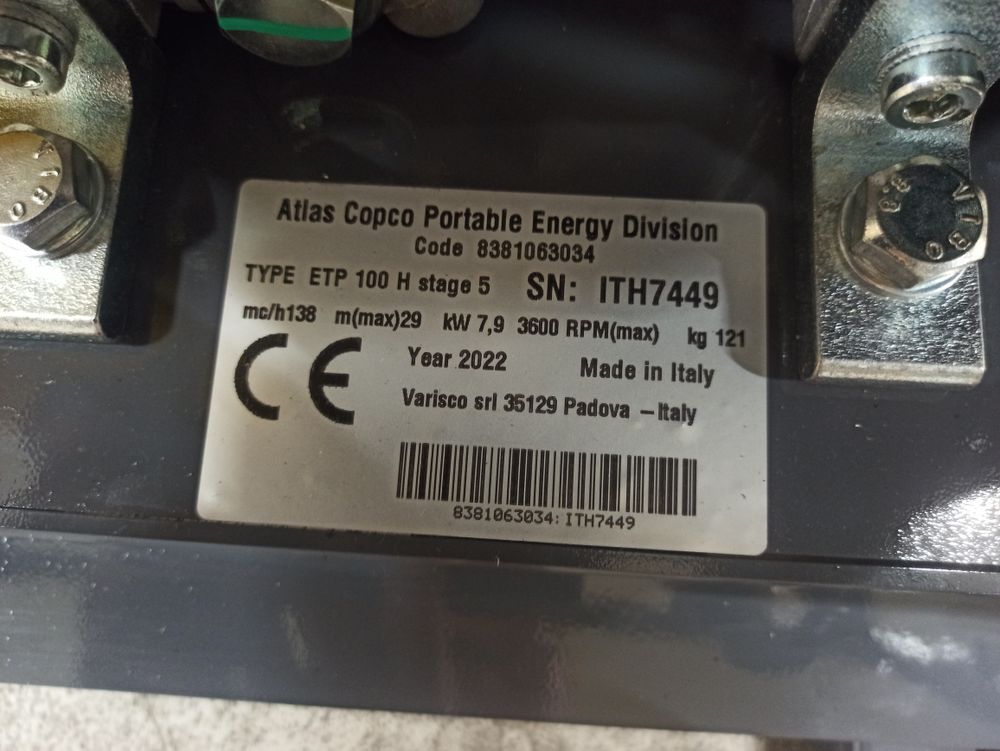 Atlas Copco Portable Energy Division
Code 8381063034
TYPE ETP 100 H stage 5 SN: ITH7449
mc/h138 m(max)29 kW 7,9 3600 RPM(max) kg 121
CE
Year 2022 Made in Italy
Varisco srl 35129 Padova – Italy
8381063034: ITH7449
8.8